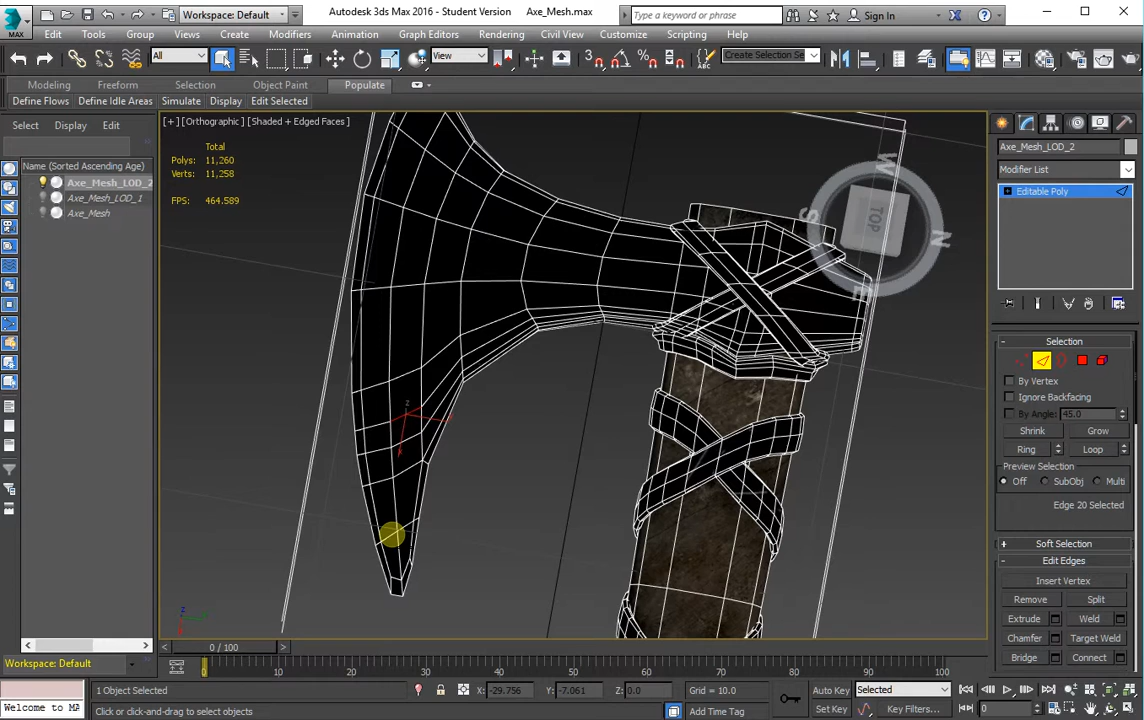 MAX
Workspace: Default
Autodesk 3ds Max 2016 - Student Version
Axe_Mesh.max
Type a keyword or phrase
Sign In
Edit Tools Group Views Create Modifiers Animation Graph Editors Rendering Civil View Customize Scripting Help
All
View
3
Create Selection Se
Modeling Freeform Selection Object Paint Populate
Define Flows Define Idle Areas Simulate Display Edit Selected
Select Display Edit
Name (Sorted Ascending Age)
Axe_Mesh_LOD_2
Axe_Mesh_LOD_1
Axe_Mesh
[+] [Orthographic] [Shaded + Edged Faces]
Total
Polys: 11,260
Verts: 11,258
FPS: 464.589
TOP
W
S
N
E
z
z
Axe_Mesh_LOD_2
Modifier List
Editable Poly
Selection
By Vertex
Ignore Backfacing
By Angle: 45.0
Shrink Grow
Ring Loop
Preview Selection
Off SubObj Multi
Edge 20 Selected
Soft Selection
Edit Edges
Insert Vertex
Remove Split
Extrude Weld
Chamfer Target Weld
Bridge Connect
0 / 100
Workspace: Default
0 10 20 30 40 50 60 70 80 90 100
Welcome to MA
1 Object Selected
X: -29.756 Y: -7.061 Z: 0.0
Grid = 10.0
Auto Key Selected
Click or click-and-drag to select objects
Add Time Tag
Set Key
Key Filters...
0